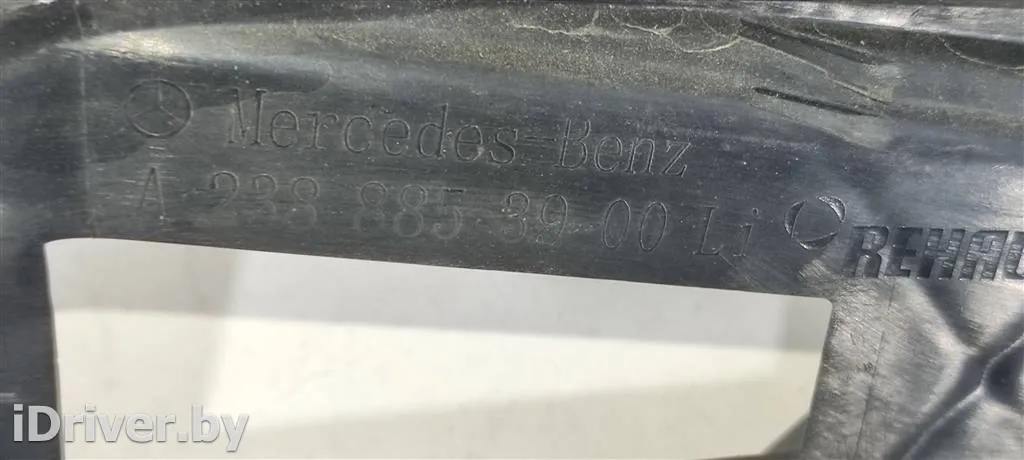 Mercedes-Benz
A 238 885 39 00 Li
REHAU
iDriver.by